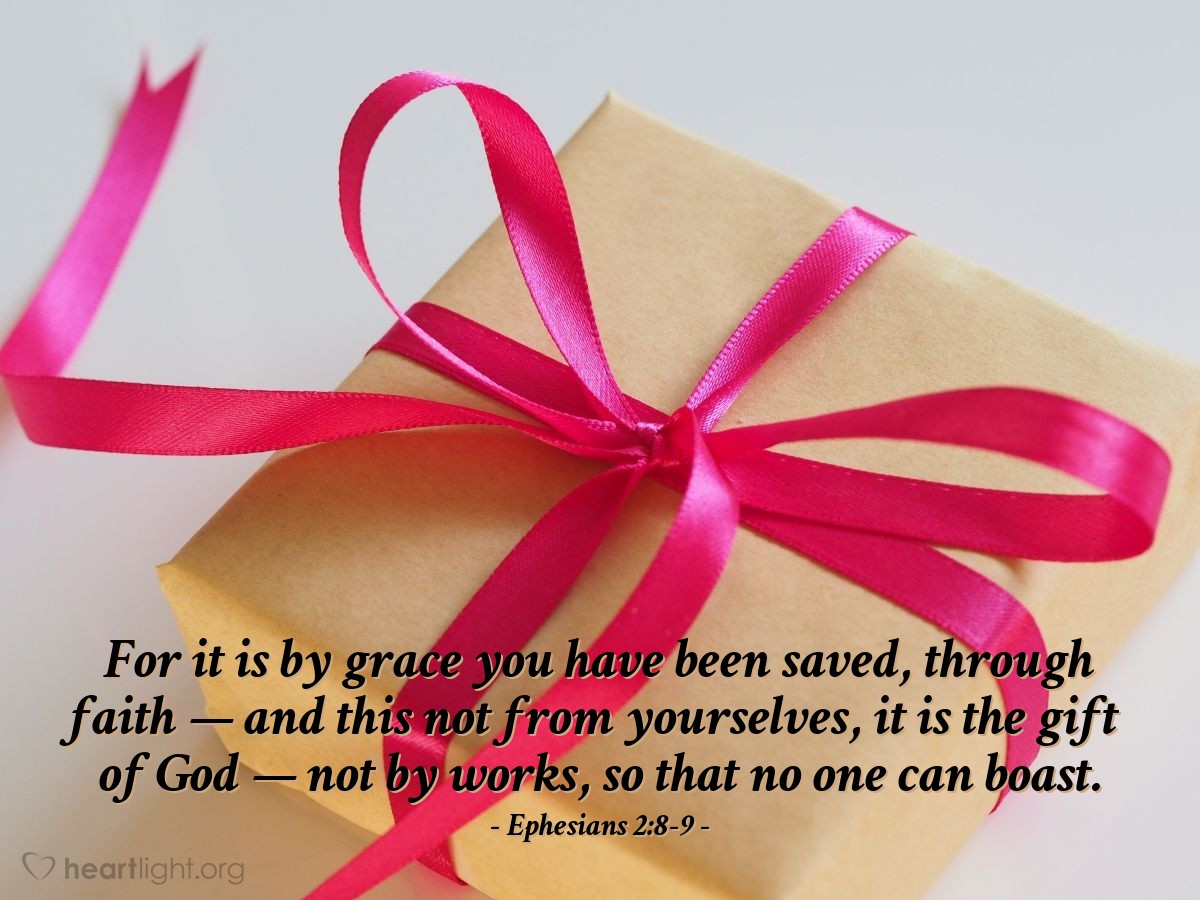 For it is by grace you have been saved, through
faith — and this not from yourselves, it is the gift
of God — not by works, so that no one can boast.
- Ephesians 2:8-9 -
heartlight.org